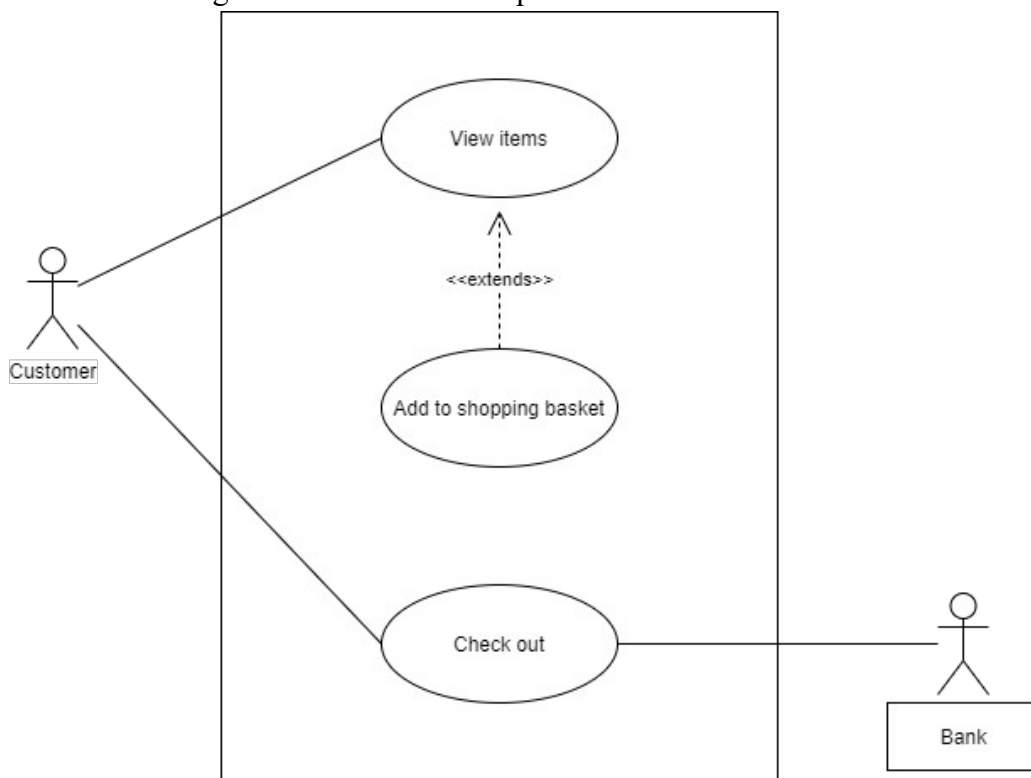 View items
<<extends>>
Customer
Add to shopping basket
Check out
Bank